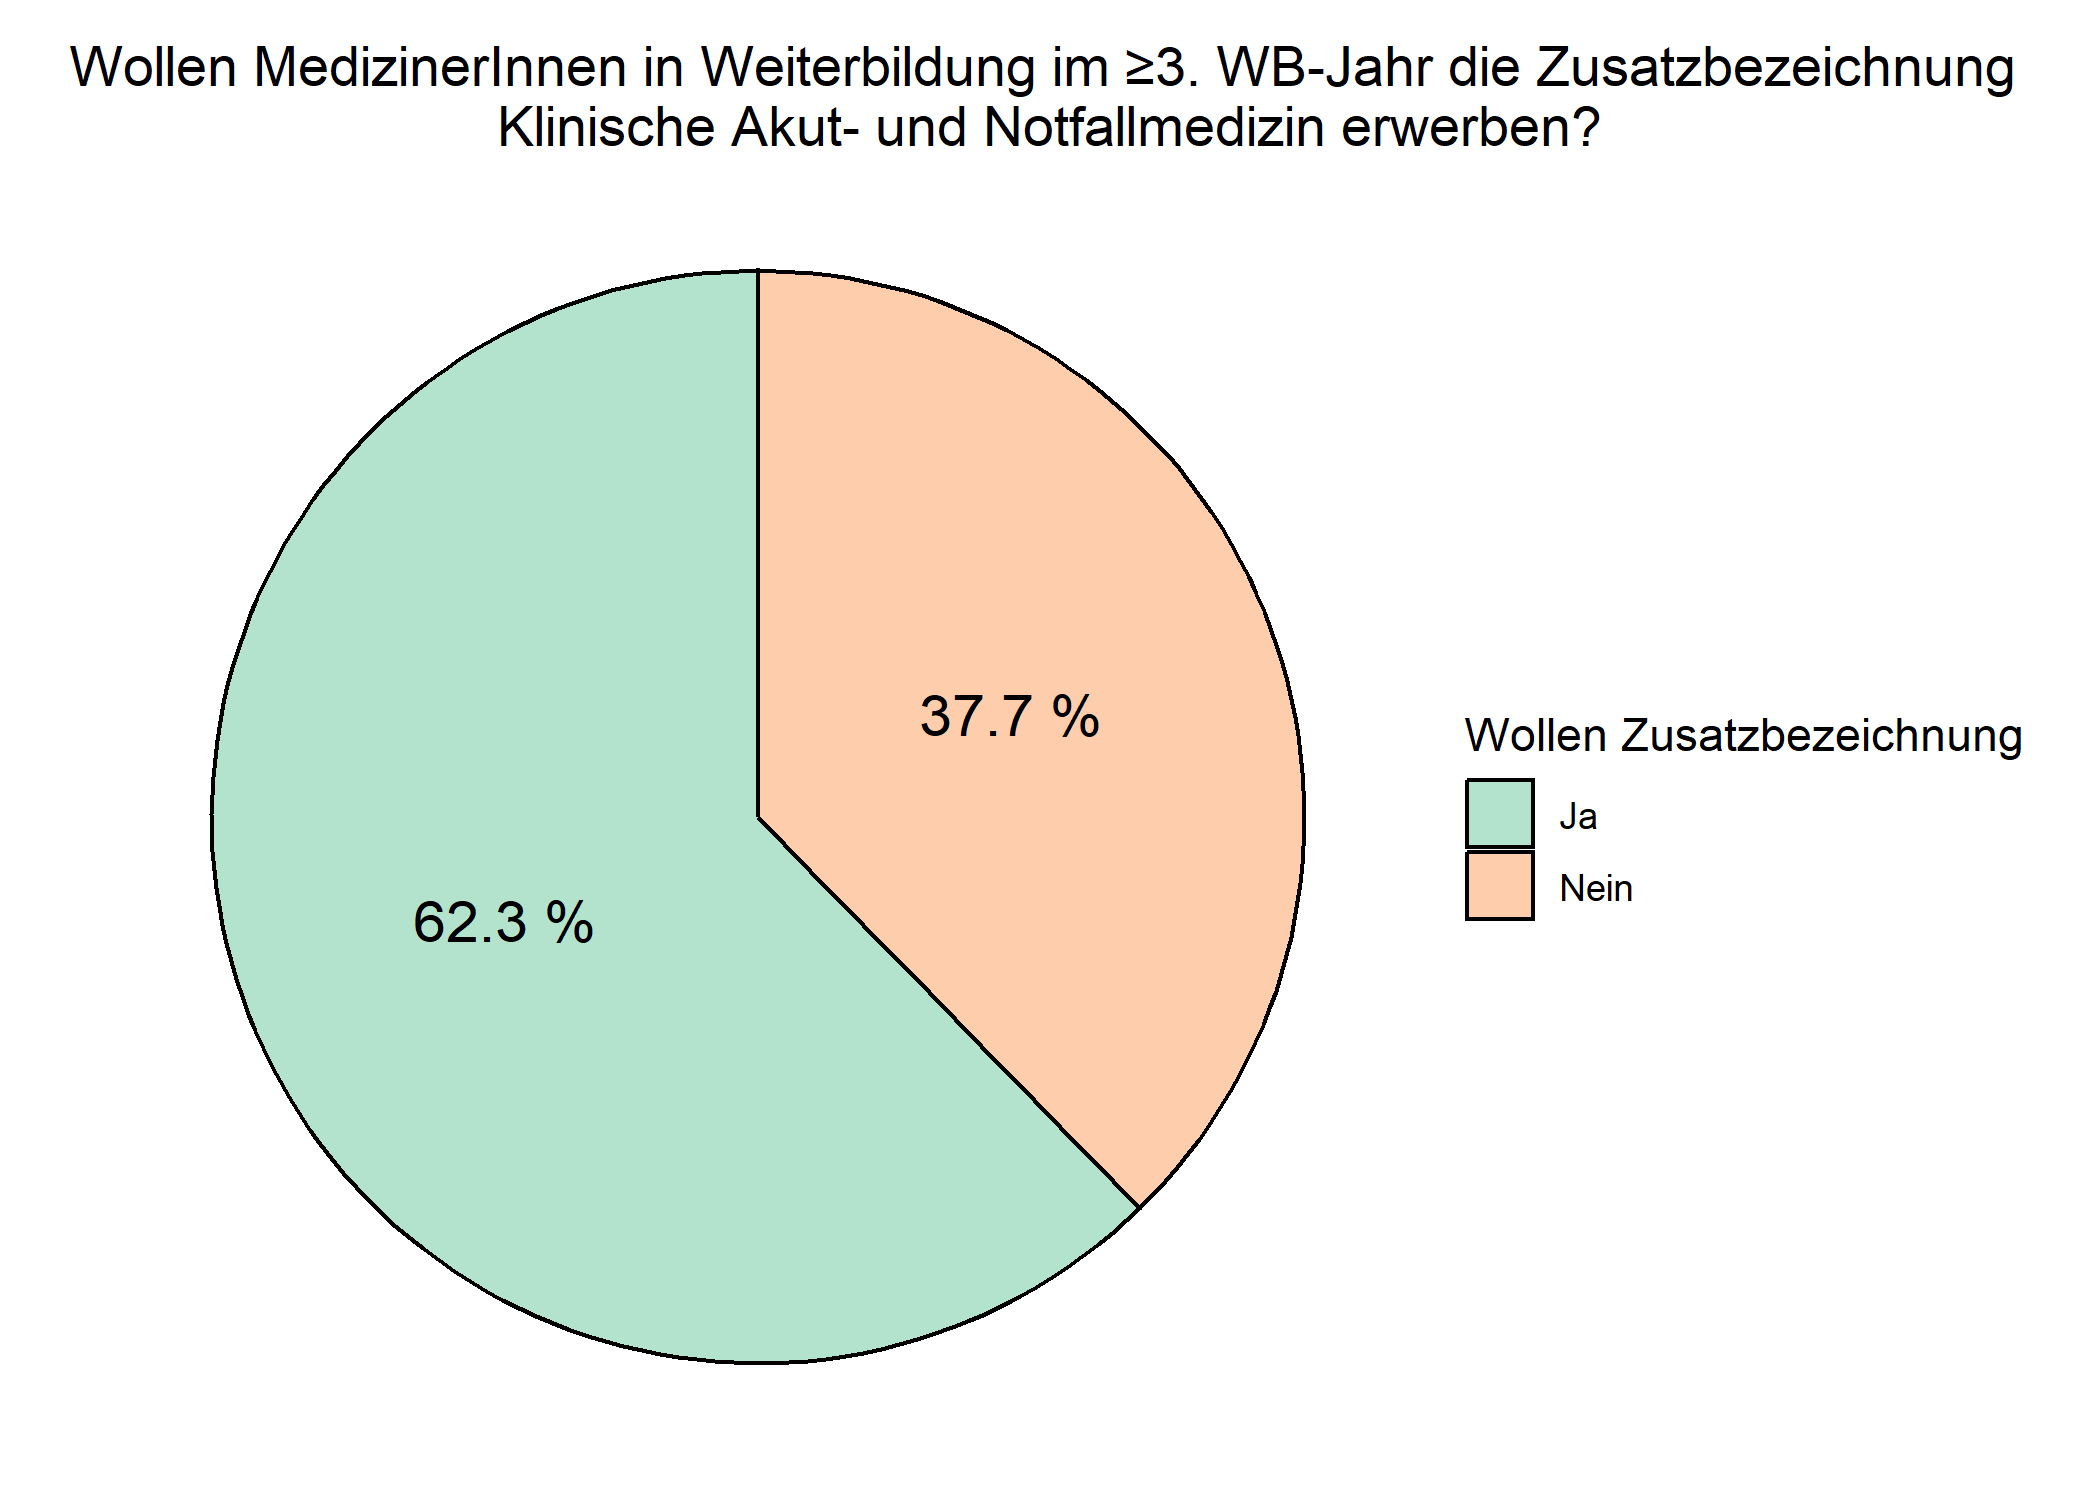 Wollen MedizinerInnen in Weiterbildung im ≥3. WB-Jahr die Zusatzbezeichnung
Klinische Akut- und Notfallmedizin erwerben?
37.7 %
62.3 %
Wollen Zusatzbezeichnung
Ja
Nein